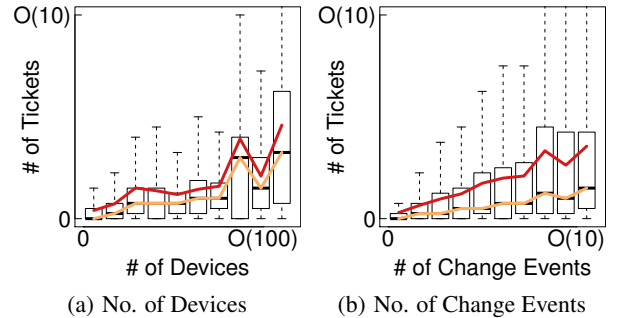 O(10)
# of Tickets
0
0
O(100)
# of Devices
(a) No. of Devices
O(10)
# of Tickets
0
0
O(10)
# of Change Events
(b) No. of Change Events